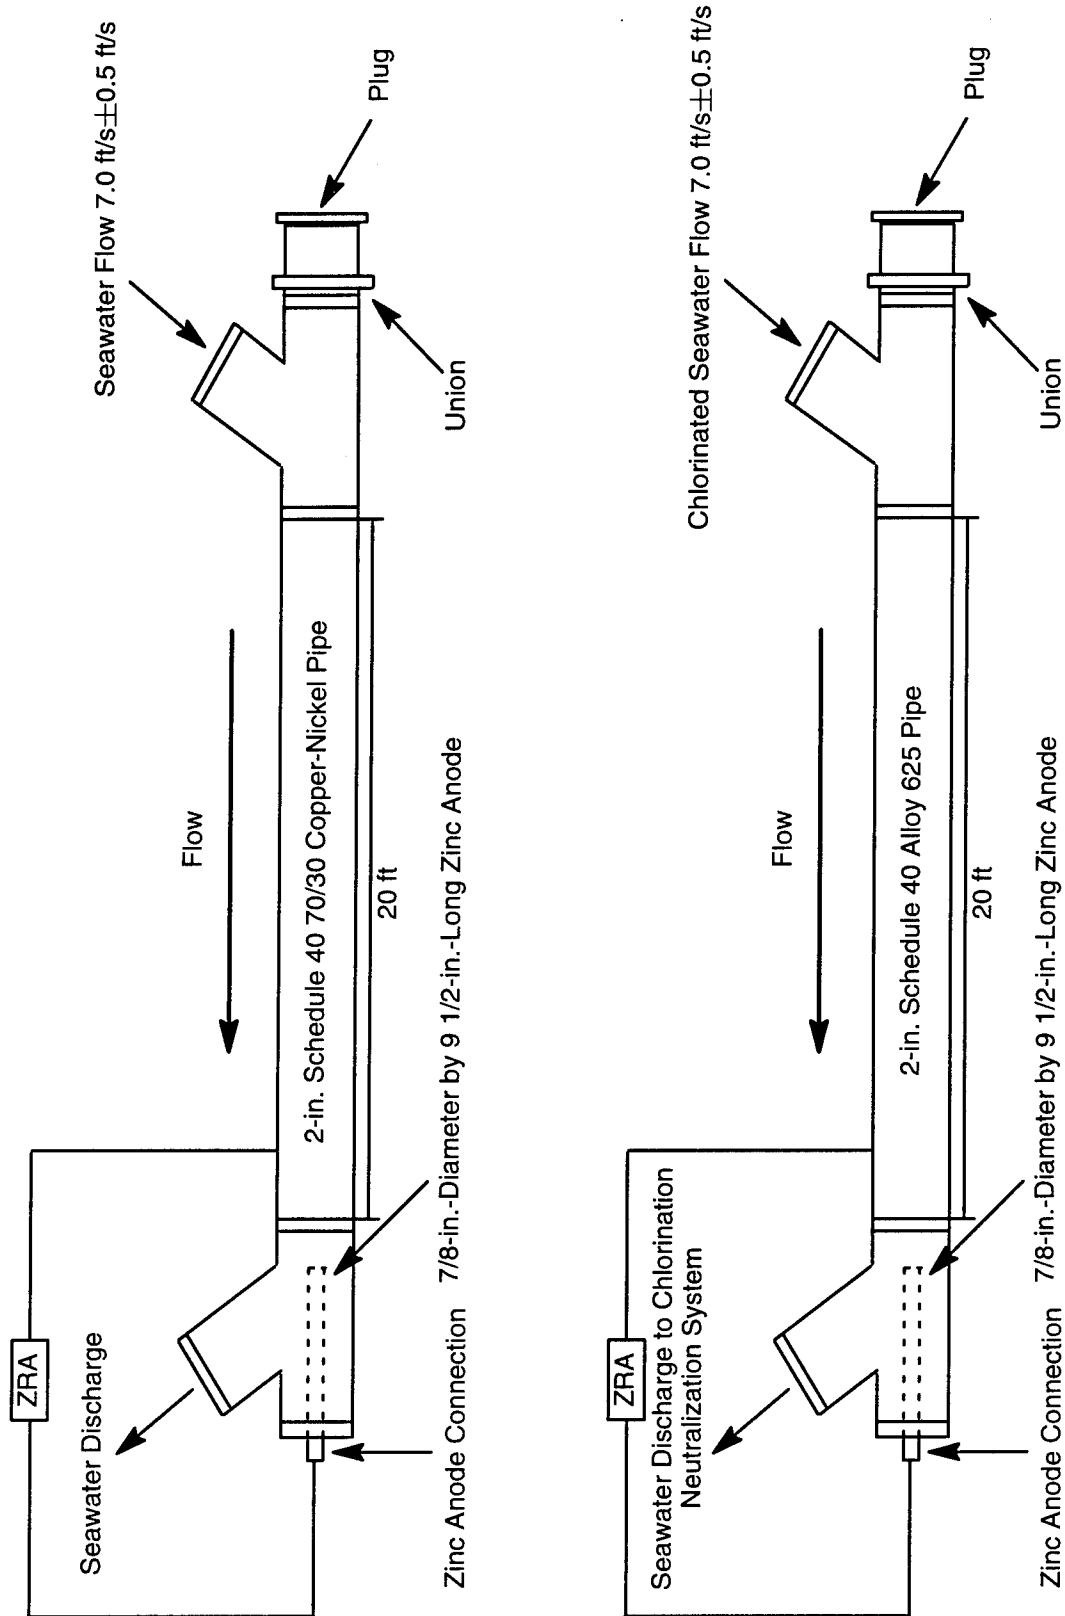 ZRA
Seawater Discharge
Flow
Seawater Flow 7.0 ft/s±0.5 ft/s
2-in. Schedule 40 70/30 Copper-Nickel Pipe
Plug
20 ft
Union
Zinc Anode Connection
7/8-in.-Diameter by 9 1/2-in.-Long Zinc Anode
ZRA
Seawater Discharge to Chlorination
Neutralization System
Flow
Chlorinated Seawater Flow 7.0 ft/s±0.5 ft/s
2-in. Schedule 40 Alloy 625 Pipe
Plug
20 ft
Union
Zinc Anode Connection
7/8-in.-Diameter by 9 1/2-in.-Long Zinc Anode